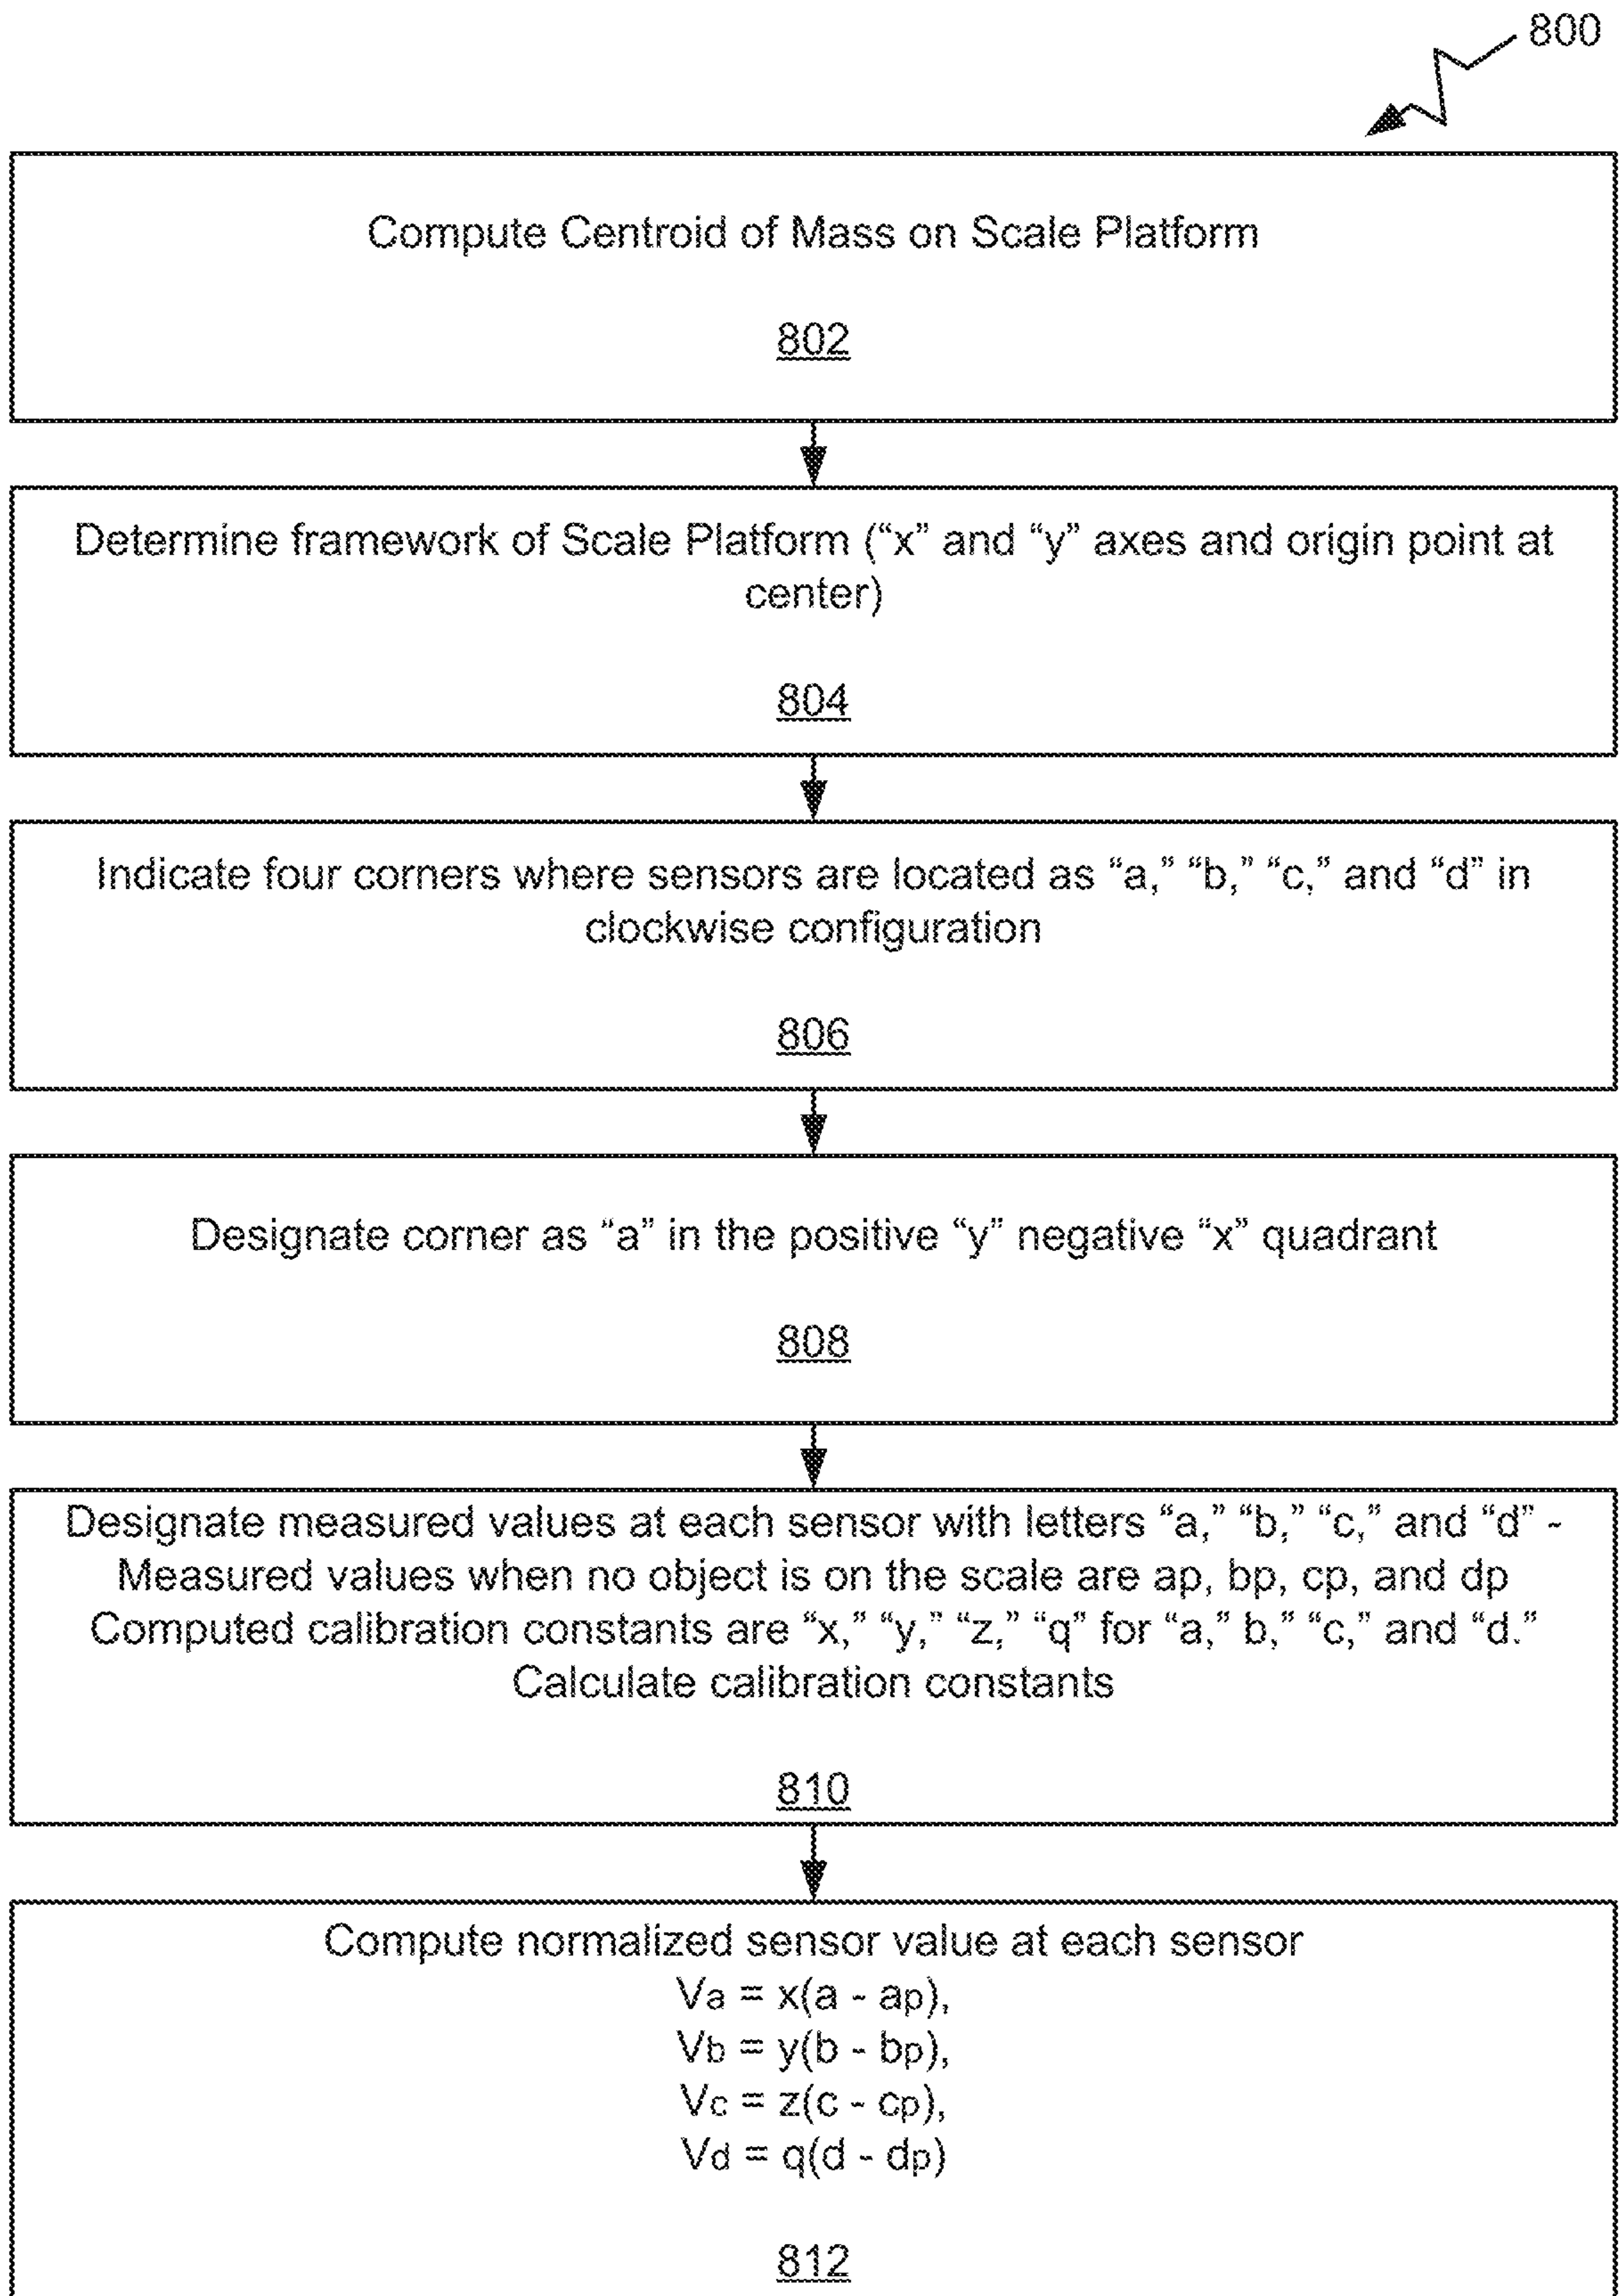 800
Compute Centroid of Mass on Scale Platform
802
Determine framework of Scale Platform (“x” and “y” axes and origin point at
center)
804
Indicate four corners where sensors are located as “a,” “b,” “c,” and “d” in
clockwise configuration
806
Designate corner as “a” in the positive “y” negative “x” quadrant
808
Designate measured values at each sensor with letters “a,” “b,” “c,” and “d” -
Measured values when no object is on the scale are ap, bp, cp, and dp
Computed calibration constants are “x,” “y,” “z,” “q” for “a,” b,” “c,” and “d.”
Calculate calibration constants
810
Compute normalized sensor value at each sensor
Va = x(a - ap),
Vb = y(b - bp),
Vc = z(c - cp),
Vd = q(d - dp)
812